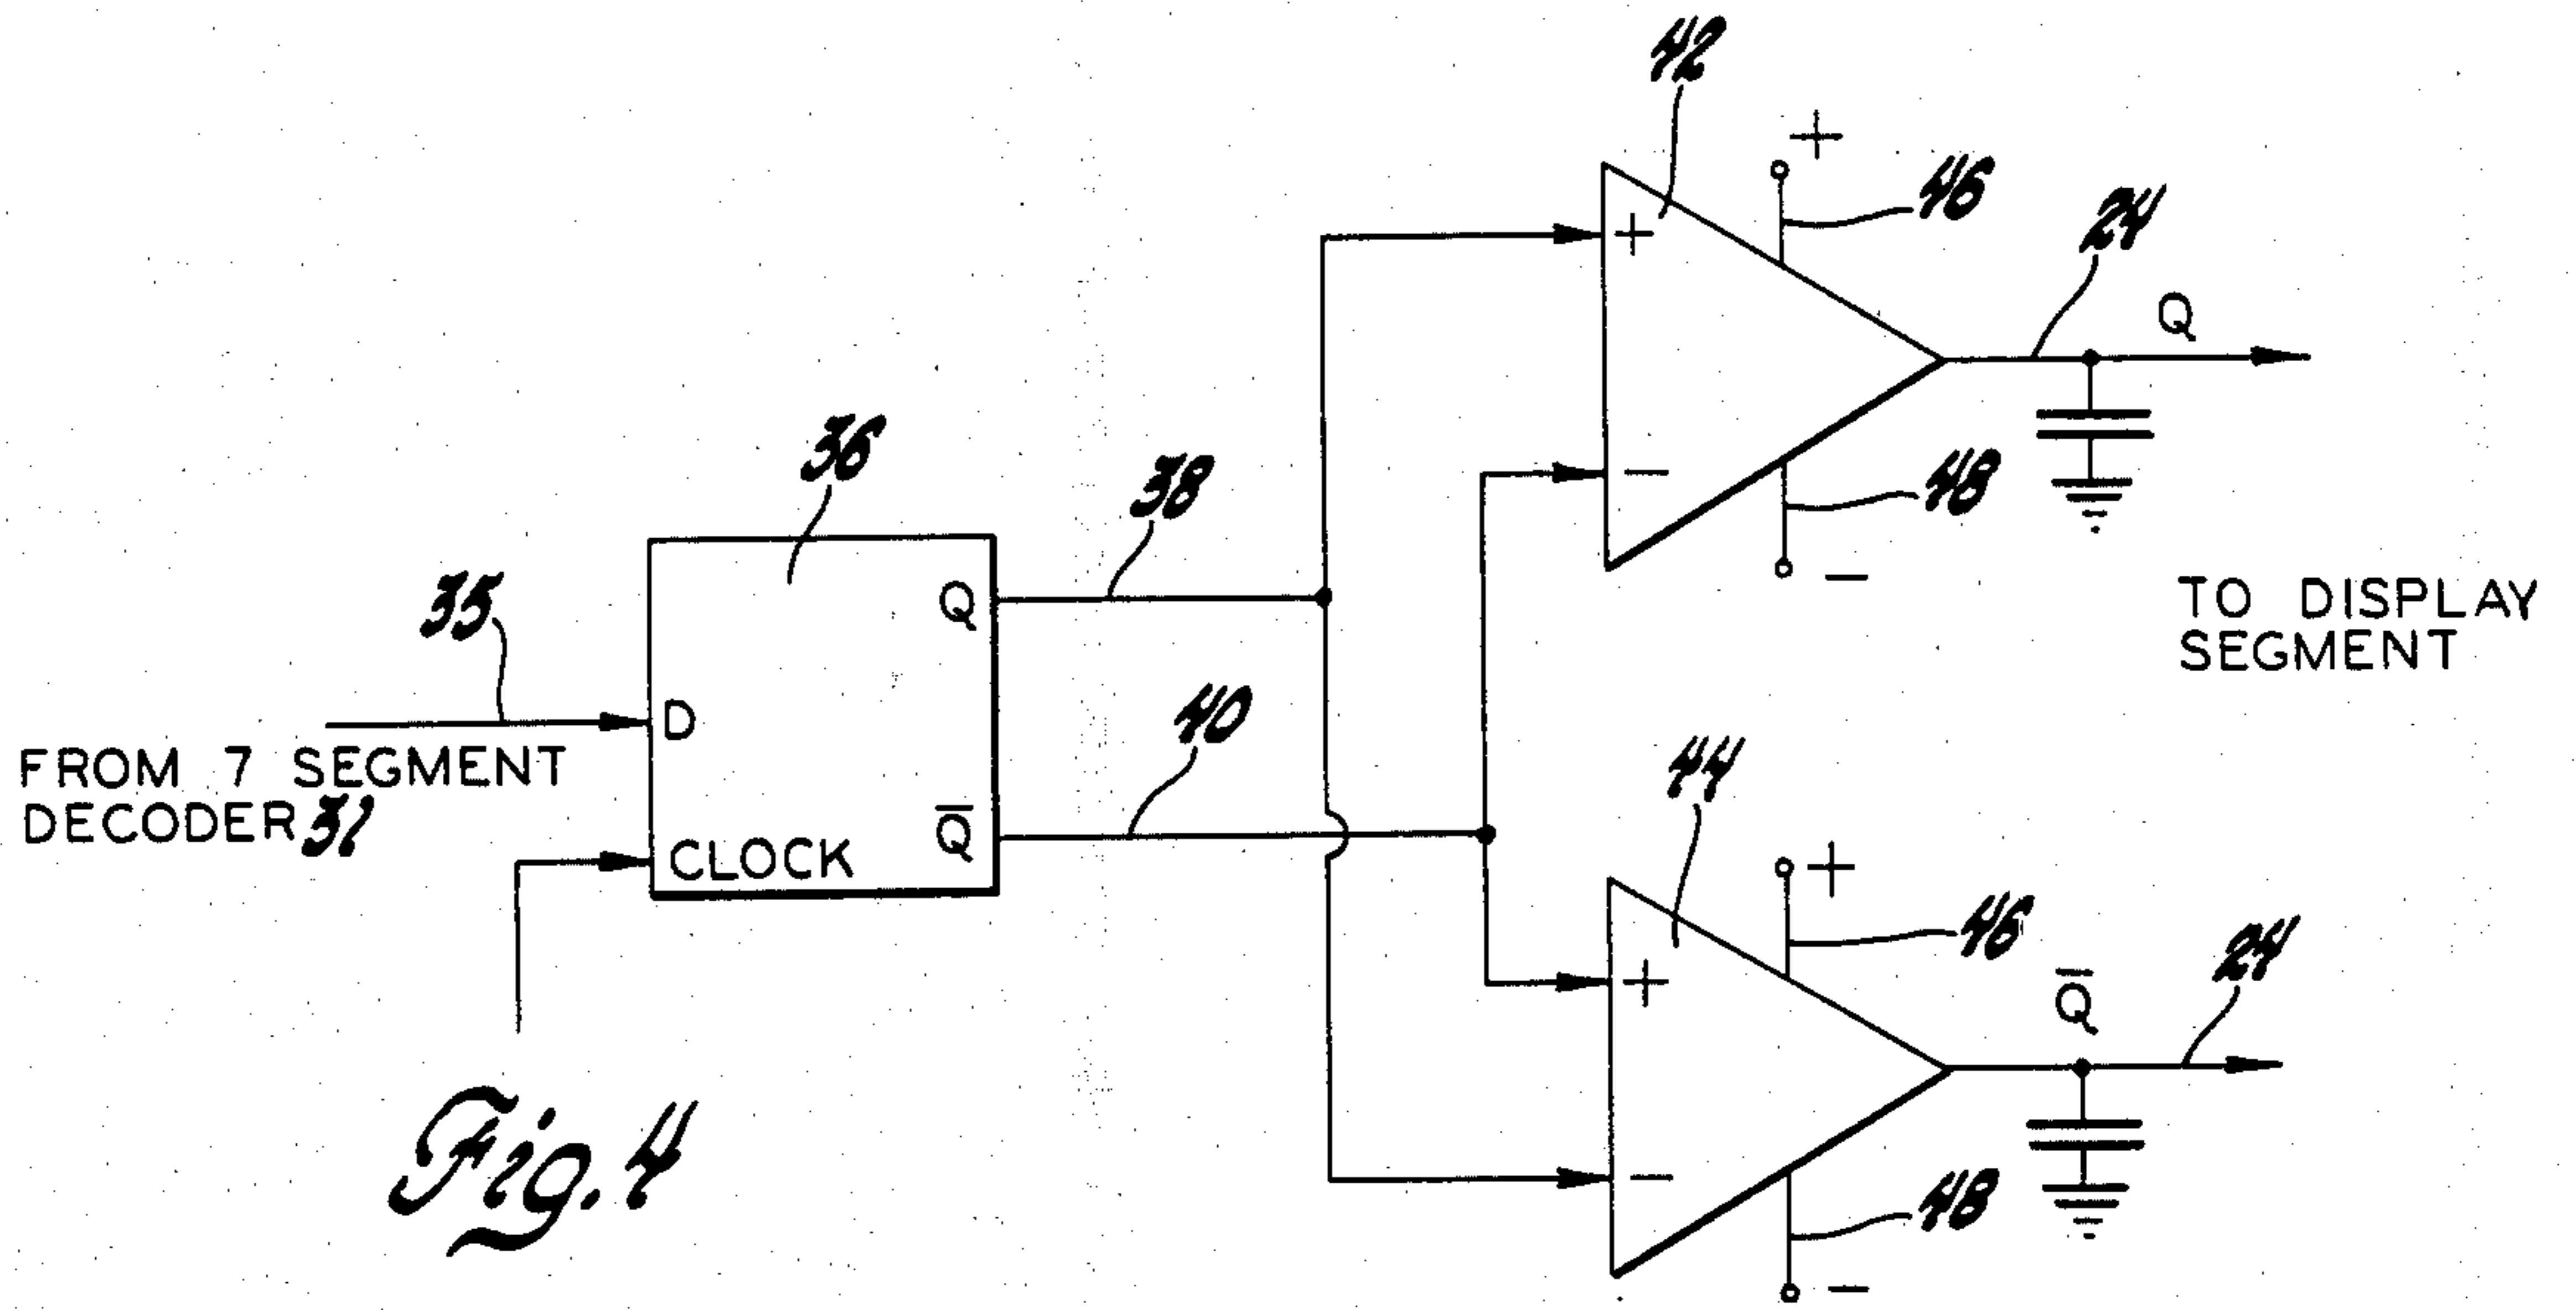 42
+
46
24
+
Q
36
38
−
48
−
35
Q
TO DISPLAY
SEGMENT
D
40
44
FROM 7 SEGMENT
DECODER 31
Q̅
CLOCK
+
46
24
+
Q̅
Fig. 4
−
48
−